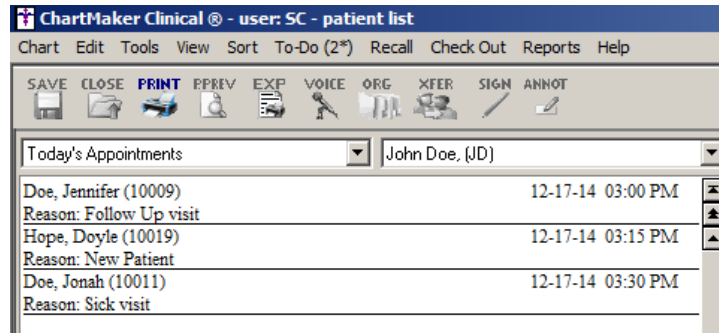 ChartMaker Clinical ® - user: SC - patient list
Chart Edit Tools View Sort To-Do (2*) Recall Check Out Reports Help
SAVE CLOSE PRINT PPREV EXP VOICE ORG XFER SIGN ANNOT
Today's Appointments John Doe, (JD)
Doe, Jennifer (10009) 12-17-14 03:00 PM
Reason: Follow Up visit
Hope, Doyle (10019) 12-17-14 03:15 PM
Reason: New Patient
Doe, Jonah (10011) 12-17-14 03:30 PM
Reason: Sick visit